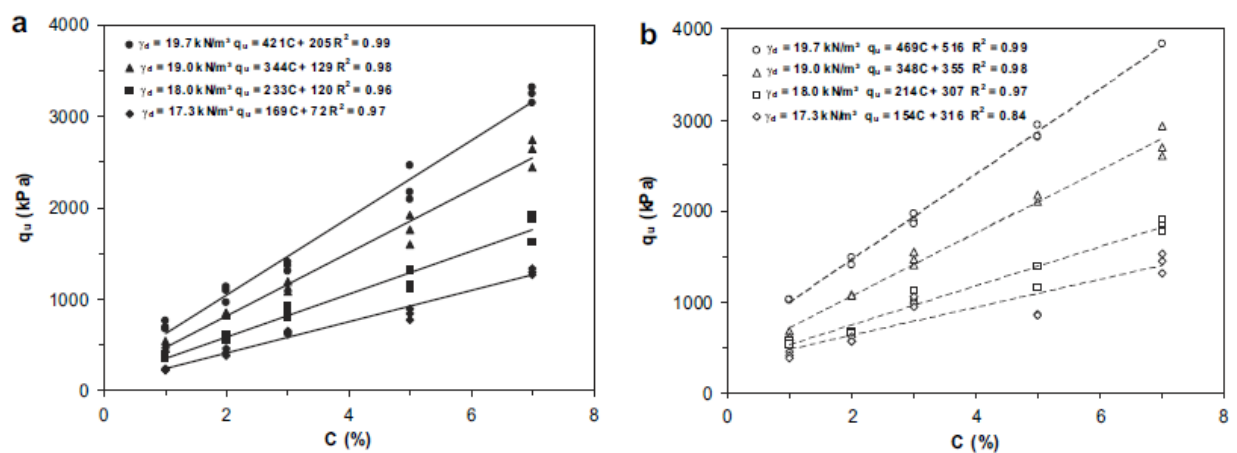 a
γd = 19.7 kN/m³ qu = 421C + 205 R² = 0.99
γd = 19.0 kN/m³ qu = 344C + 129 R² = 0.98
γd = 18.0 kN/m³ qu = 233C + 120 R² = 0.96
γd = 17.3 kN/m³ qu = 169C + 72 R² = 0.97
4000
3000
2000
1000
0
qu (kPa)
0 2 4 6 8
C (%)
b
γd = 19.7 kN/m³ qu = 469C + 516 R² = 0.99
γd = 19.0 kN/m³ qu = 348C + 355 R² = 0.98
γd = 18.0 kN/m³ qu = 214C + 307 R² = 0.97
γd = 17.3 kN/m³ qu = 154C + 316 R² = 0.84
4000
3000
2000
1000
0
qu (kPa)
0 2 4 6 8
C (%)